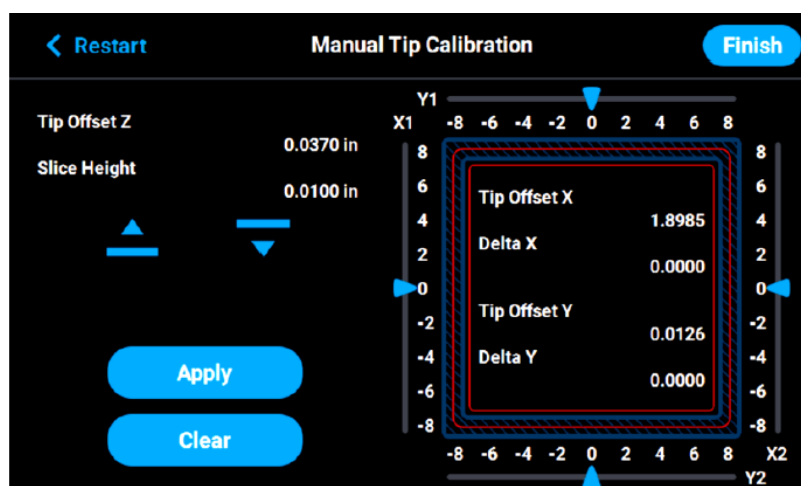 Restart
Manual Tip Calibration
Finish
Tip Offset Z
0.0370 in
Slice Height
0.0100 in
Apply
Clear
Y1
X1
-8 -6 -4 -2 0 2 4 6 8
8
6
4
2
0
-2
-4
-6
-8
Tip Offset X
1.8985
Delta X
0.0000
Tip Offset Y
0.0126
Delta Y
0.0000
8
6
4
2
0
-2
-4
-6
-8
-8 -6 -4 -2 0 2 4 6 8
X2
Y2